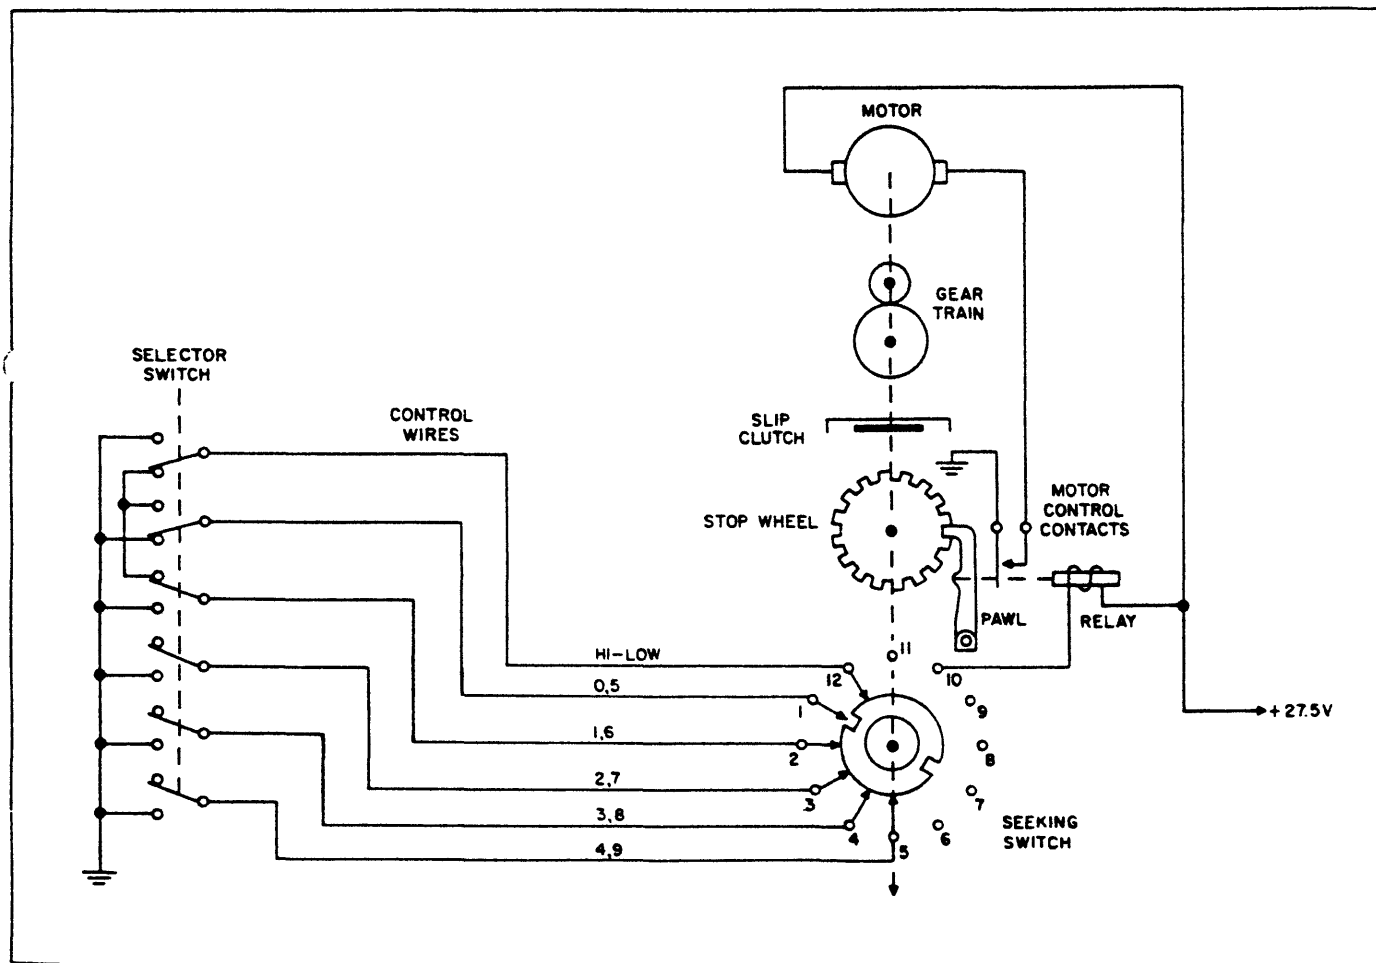 MOTOR
GEAR
TRAIN
SELECTOR
SWITCH
CONTROL
WIRES
SLIP
CLUTCH
STOP WHEEL
MOTOR
CONTROL
CONTACTS
PAWL
RELAY
HI-LOW
0,5
1,6
2,7
3,8
4,9
11
12
10
1
9
2
8
3
7
4
5
6
+27.5V
SEEKING
SWITCH